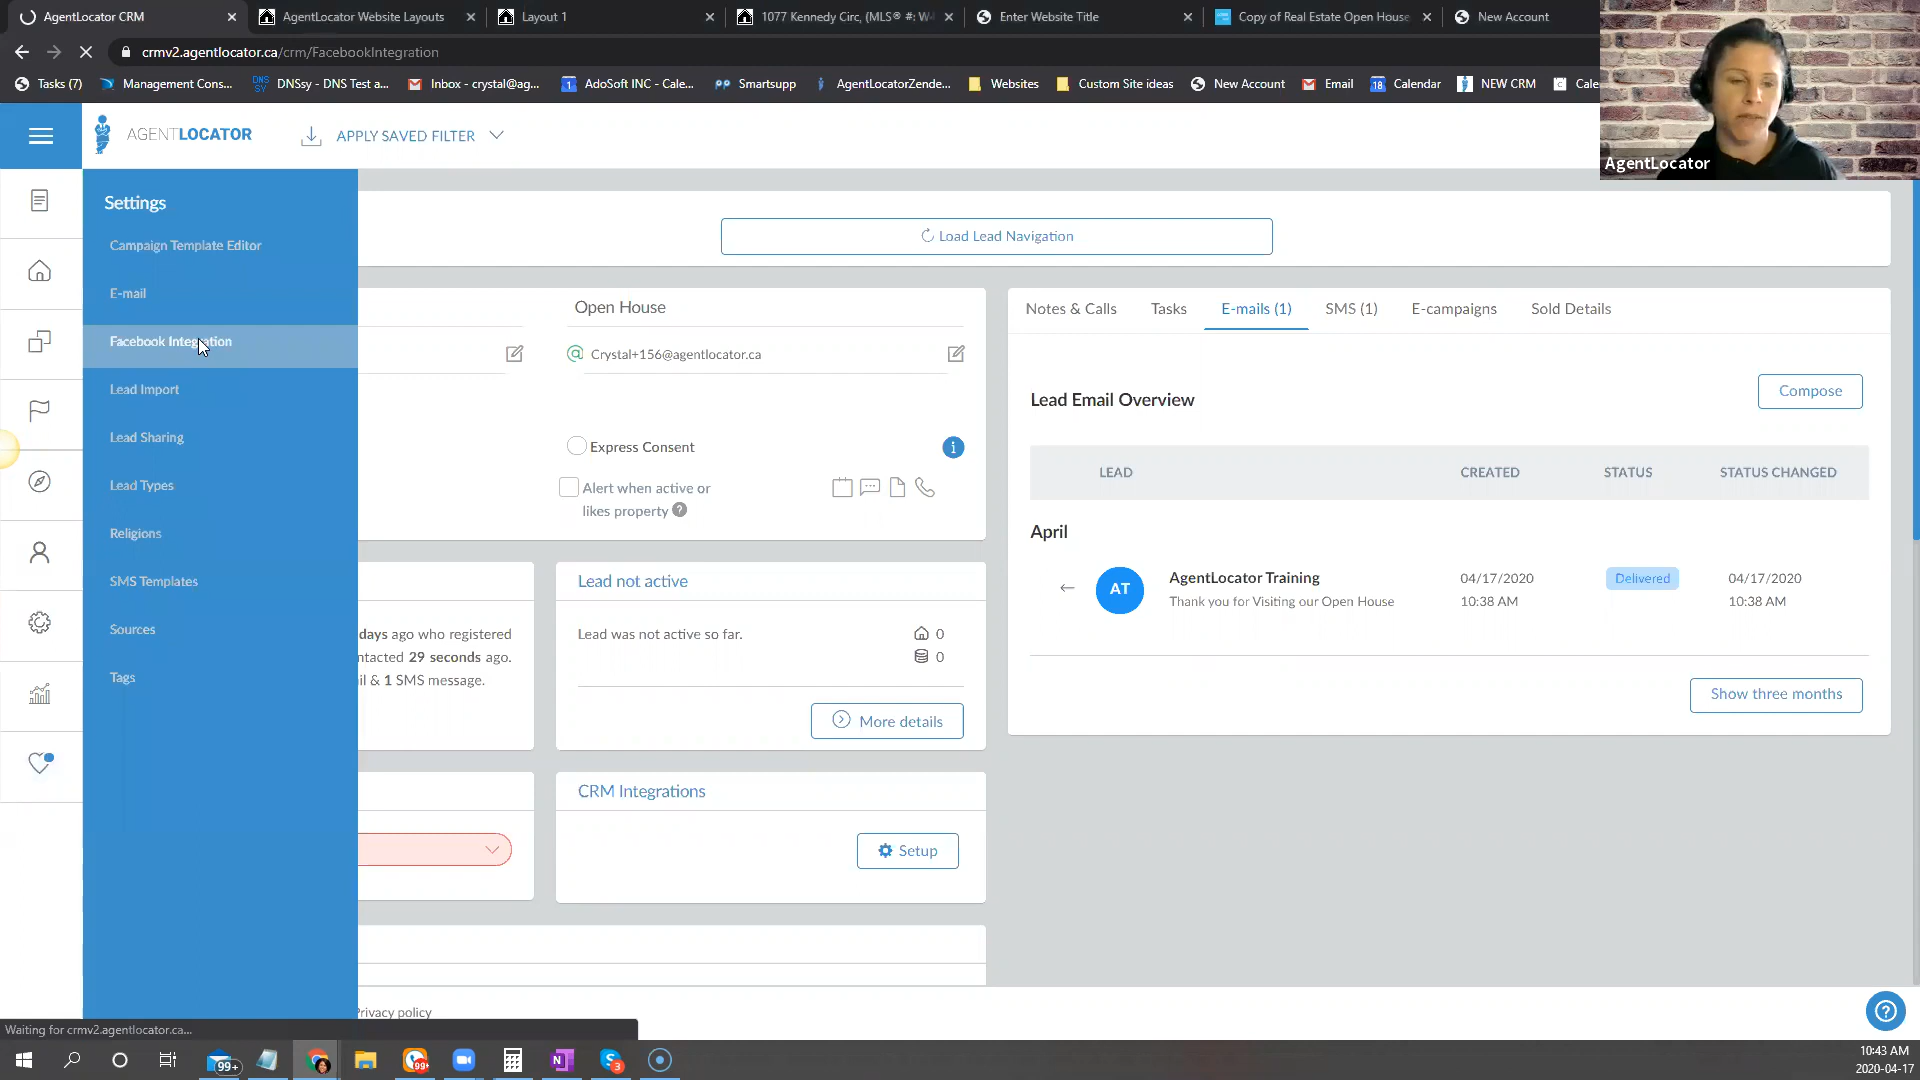 AgentLocator CRM
AgentLocator Website Layouts
Layout 1
1077 Kennedy Circ, (MLS® #: W
Enter Website Title
Copy of Real Estate Open House
New Account
crmv2.agentlocator.ca/crm/FacebookIntegration
Tasks (7)
Management Cons...
DNSsy - DNS Test a...
Inbox - crystal@ag...
AdoSoft INC - Cale...
Smartsupp
AgentLocatorZende...
Websites
Custom Site ideas
New Account
Email
Calendar
NEW CRM
Cale
AGENTLOCATOR
APPLY SAVED FILTER
AgentLocator
Settings
Campaign Template Editor
E-mail
Facebook Integration
Lead Import
Lead Sharing
Lead Types
Religions
SMS Templates
Sources
Tags
Load Lead Navigation
Open House
Crystal+156@agentlocator.ca
Express Consent
Alert when active or
likes property
days ago who registered
ntacted 29 seconds ago.
il & 1 SMS message.
Lead not active
Lead was not active so far.
0
0
More details
CRM Integrations
Setup
Notes & Calls
Tasks
E-mails (1)
SMS (1)
E-campaigns
Sold Details
Lead Email Overview
Compose
LEAD
CREATED
STATUS
STATUS CHANGED
April
AT
AgentLocator Training
Thank you for Visiting our Open House
04/17/2020
10:38 AM
Delivered
04/17/2020
10:38 AM
Show three months
Privacy policy
Waiting for crmv2.agentlocator.ca...
99+
99+
3
10:43 AM
2020-04-17